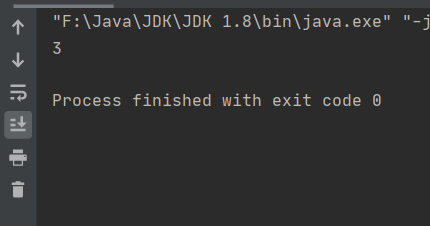 "F:\Java\JDK\JDK 1.8\bin\java.exe" "-j
3
Process finished with exit code 0